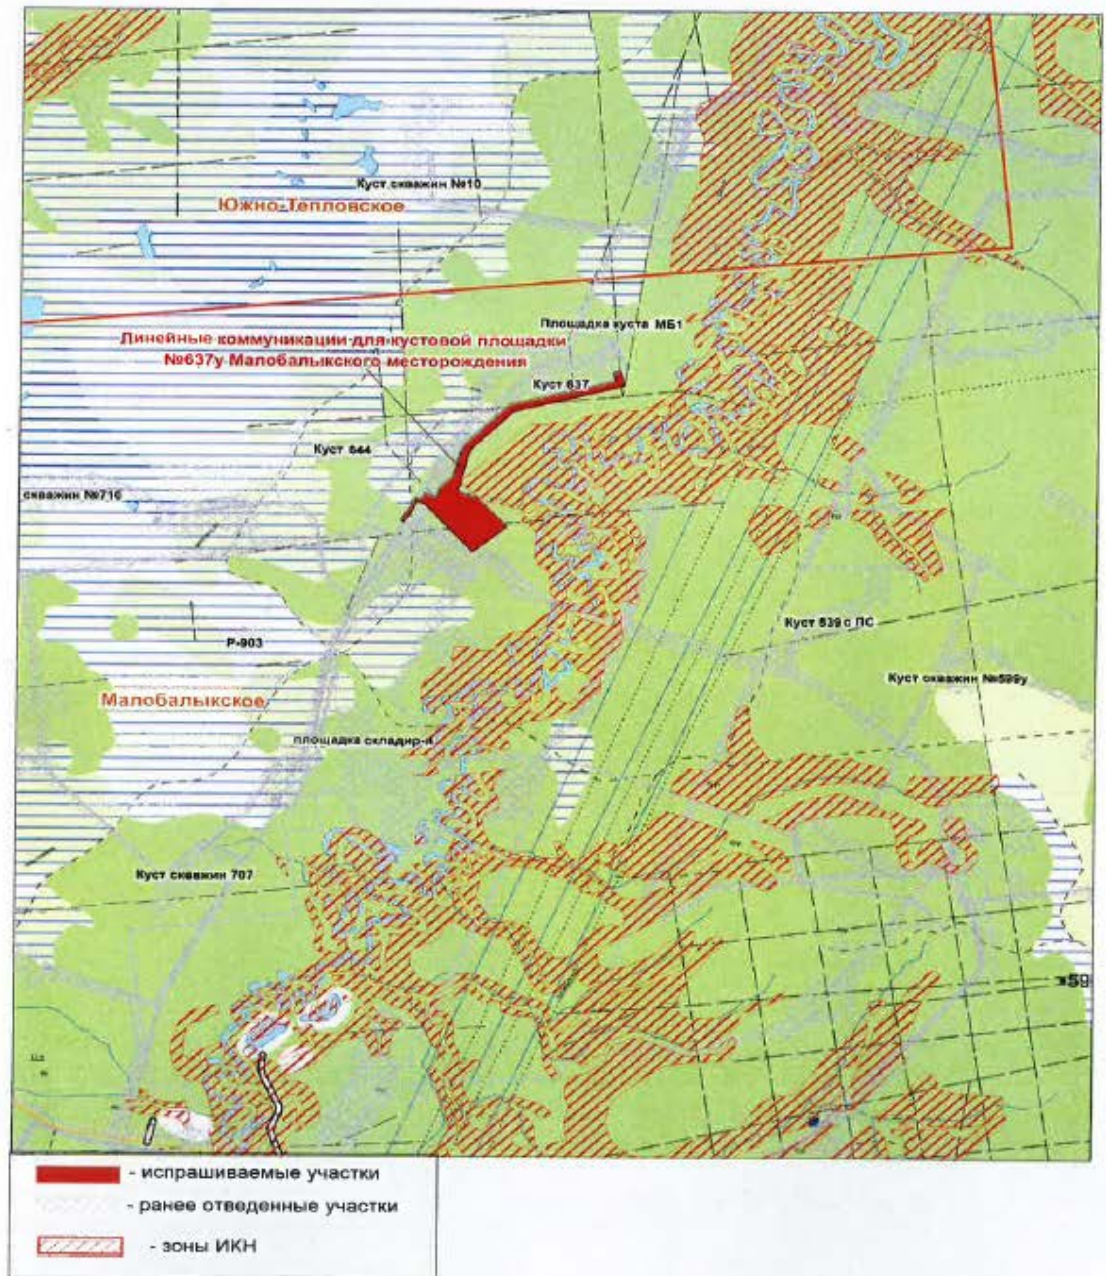 Куст скважин №10
Южно-Тепловское
Площадка куста МБ1
Линейные коммуникации для кустовой площадки
№637у Малобалыкского месторождения
Куст 637
Куст 644
скважин №716
Куст 539 с ПС
Р-903
Куст скважин №599у
Малобалыкское
площадка складир-я
Куст скважин 707
59
- испрашиваемые участки
- ранее отведенные участки
- зоны ИКН